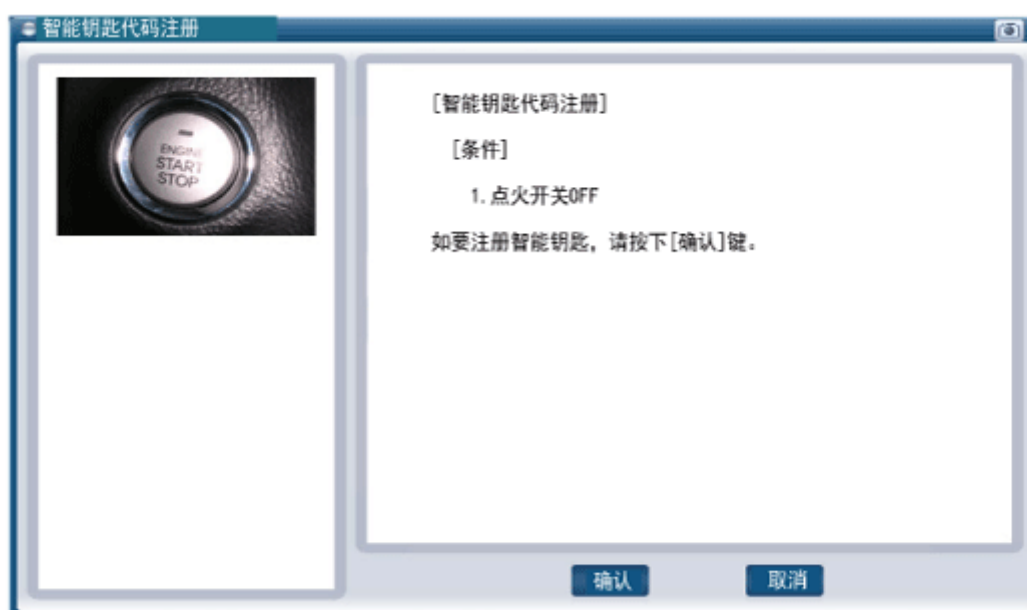 智能钥匙代码注册
ENGINE
START
STOP
[智能钥匙代码注册]
[条件]
1.点火开关OFF
如要注册智能钥匙，请按下[确认]键。
确认
取消